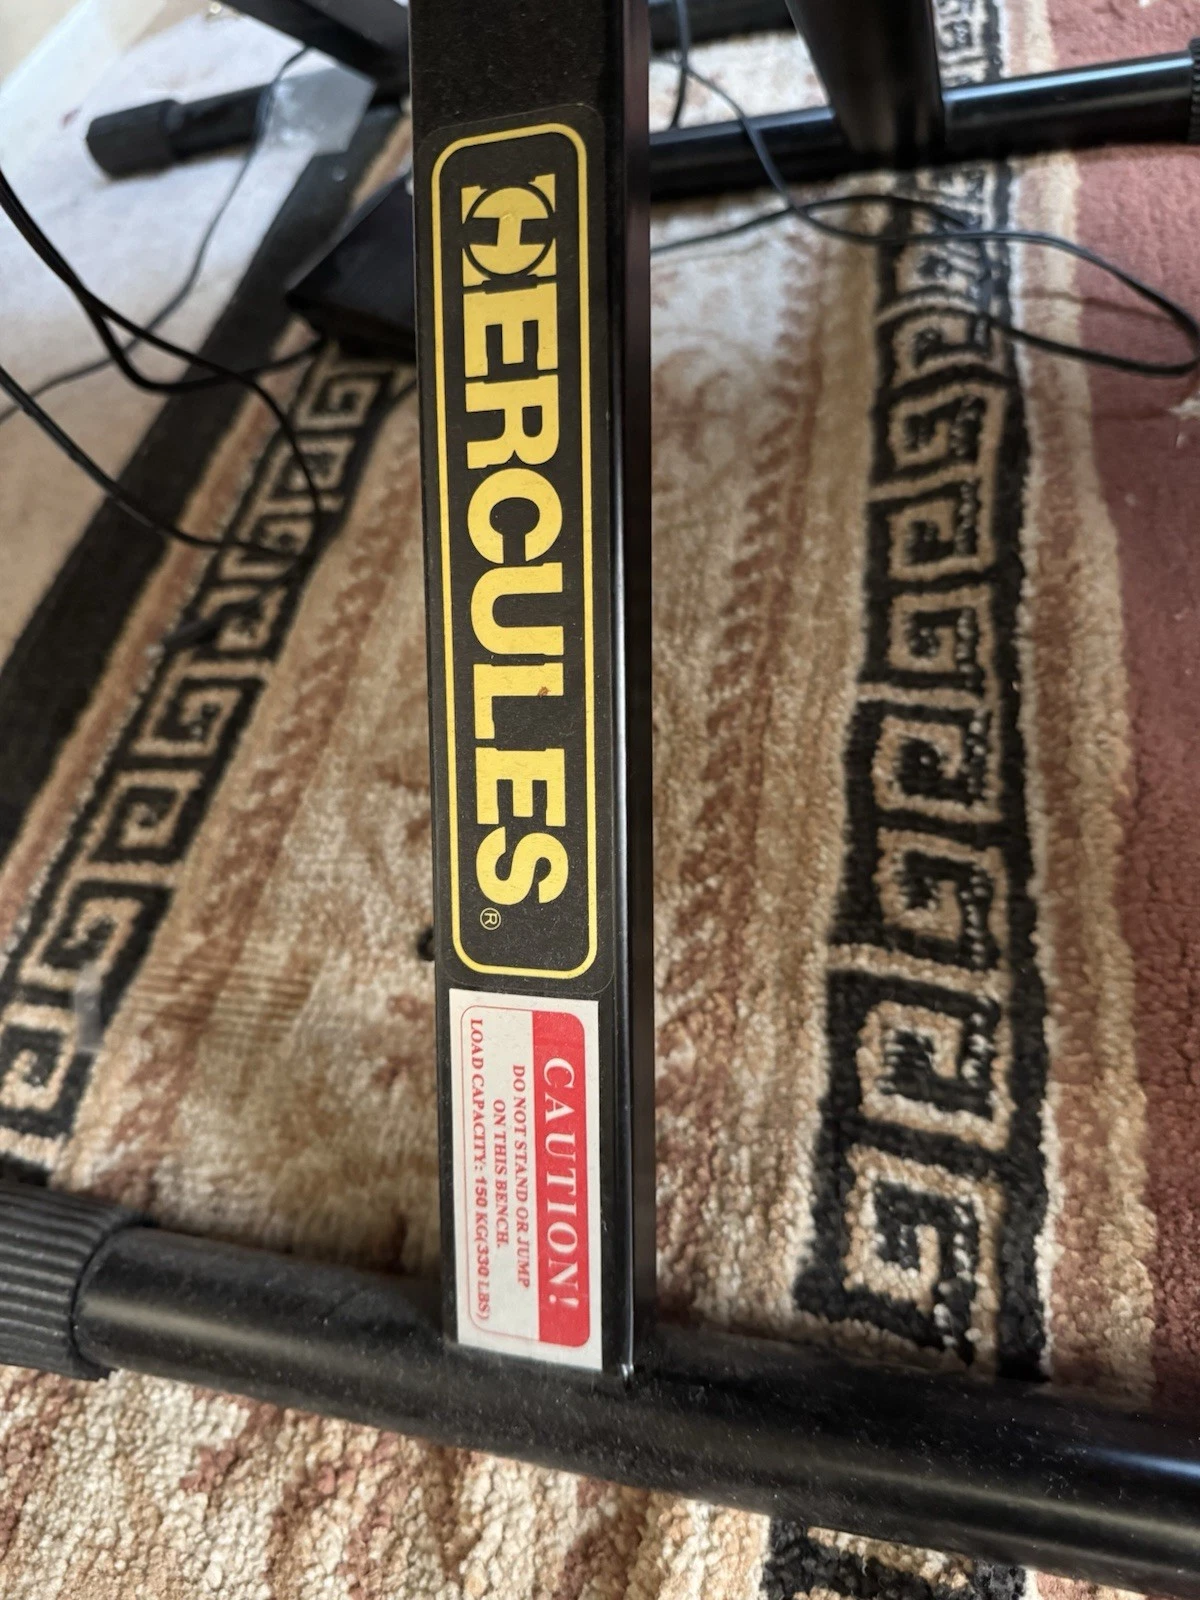 HERCULES®
CAUTION!
DO NOT STAND OR JUMP
ON THIS BENCH.
LOAD CAPACITY: 150 KG(330 LBS)